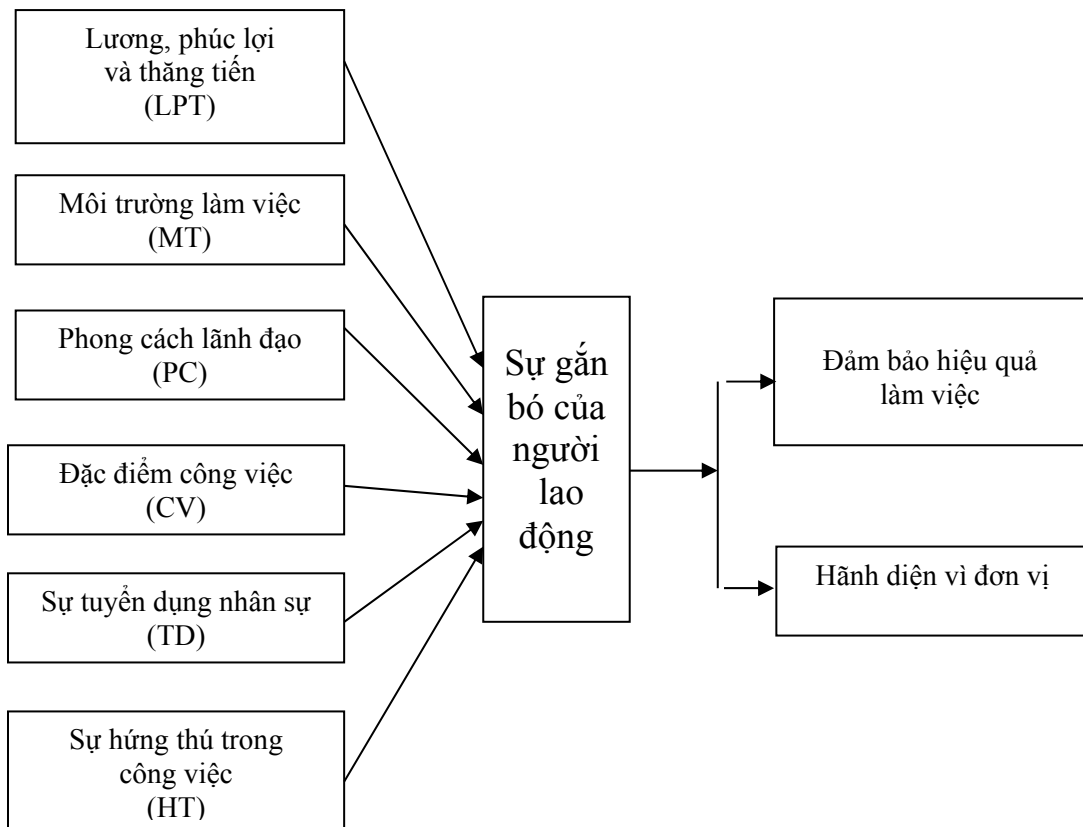 Lương, phúc lợi
và thăng tiến
(LPT)
Môi trường làm việc
(MT)
Phong cách lãnh đạo
(PC)
Đặc điểm công việc
(CV)
Sự tuyển dụng nhân sự
(TD)
Sự hứng thú trong
công việc
(HT)
Sự gắn
bó của
người
lao
động
Đảm bảo hiệu quả
làm việc
Hãnh diện vì đơn vị